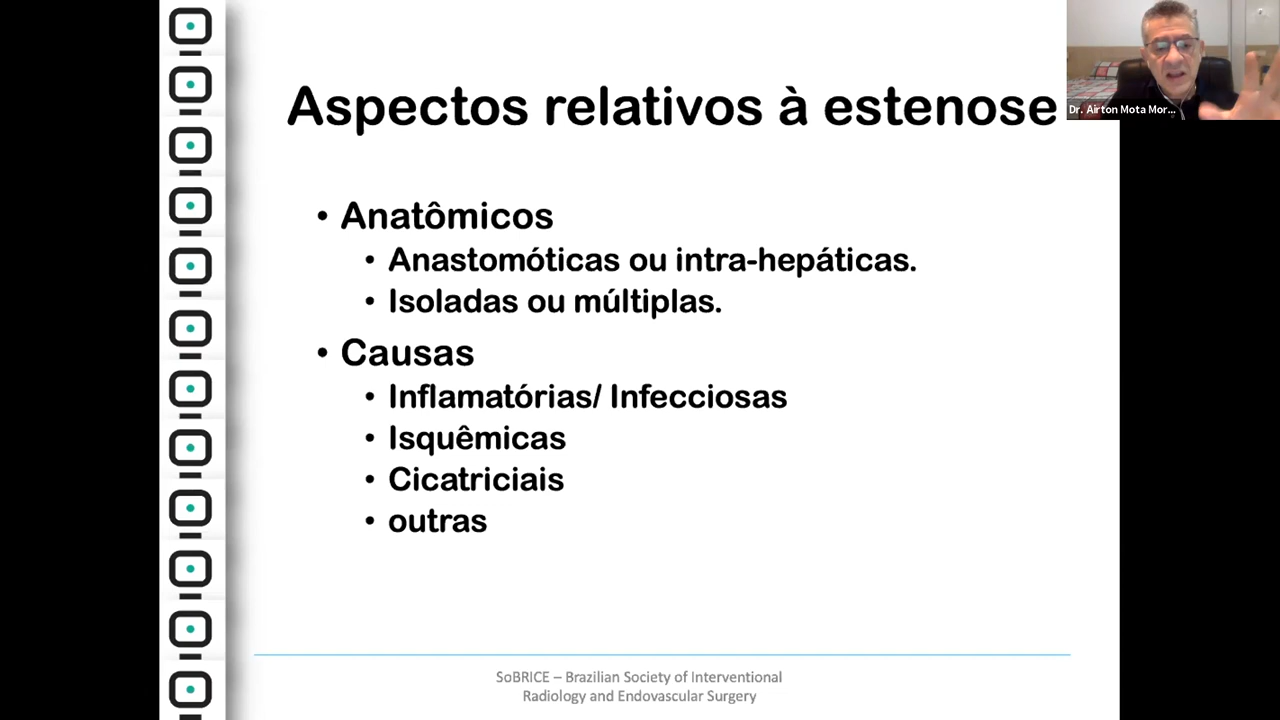 Aspectos relativos à estenose
Dr. Airton Mota Mor...
• Anatômicos
• Anastomóticas ou intra-hepáticas.
• Isoladas ou múltiplas.
• Causas
• Inflamatórias/ Infecciosas
• Isquêmicas
• Cicatriciais
• outras
SoBRICE – Brazilian Society of Interventional
Radiology and Endovascular Surgery